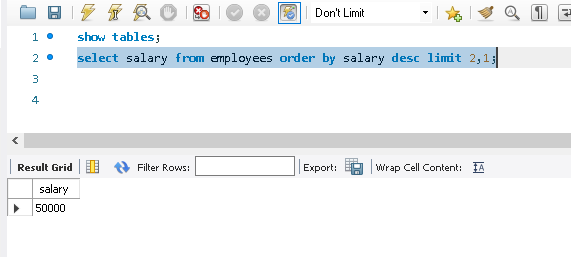 Don't Limit
1 show tables;
2 select salary from employees order by salary desc limit 2,1;
3
4
Result Grid Filter Rows: Export: Wrap Cell Content: IA
salary
50000